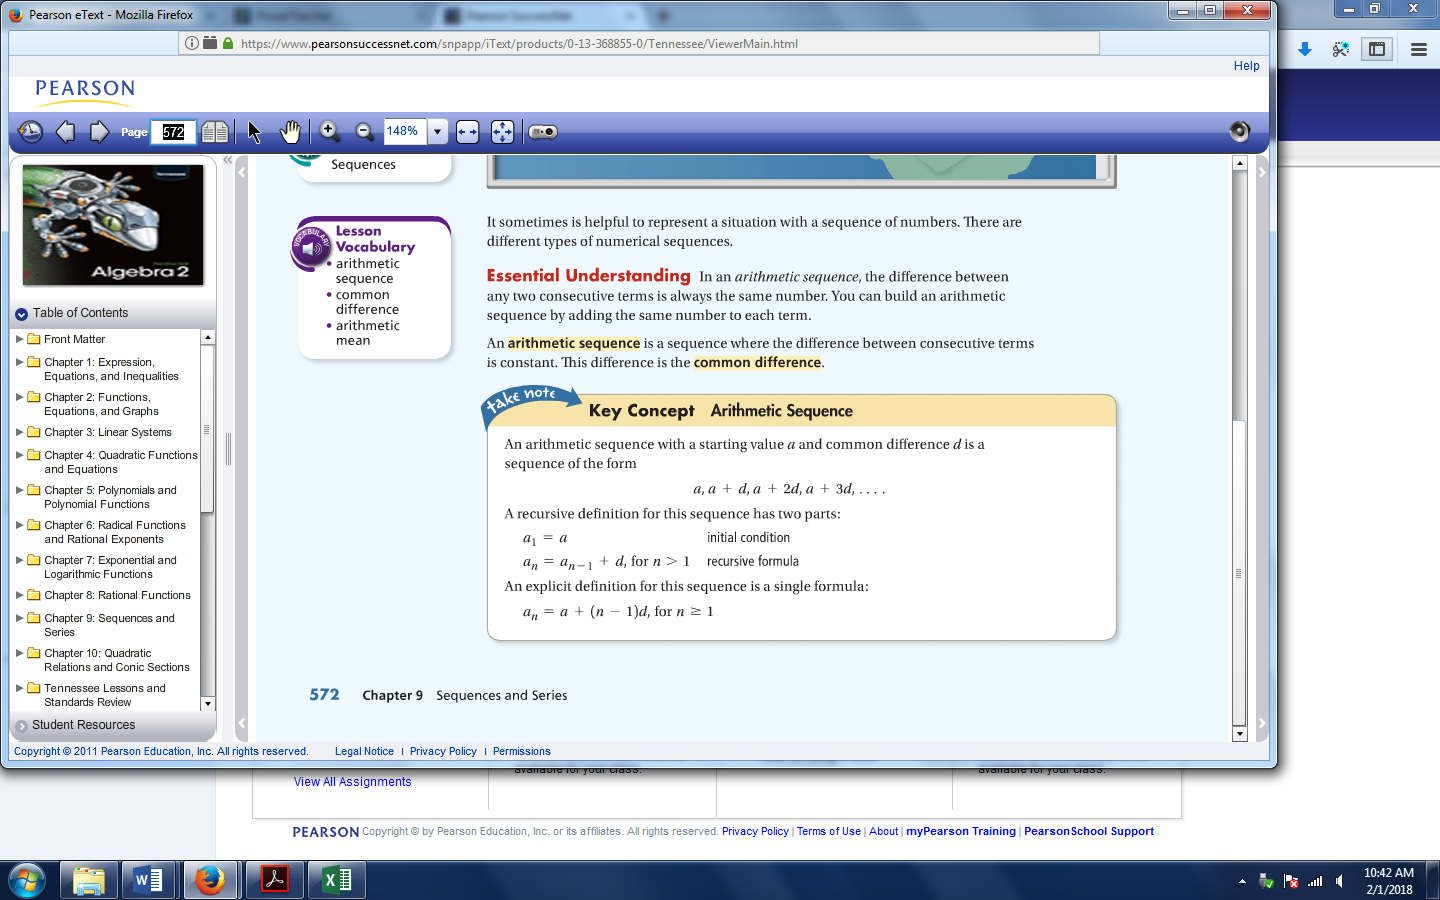 Pearson eText - Mozilla Firefox
PowerTeacher
Pearson SuccessNet
https://www.pearsonsuccessnet.com/snpapp/iText/products/0-13-368855-0/Tennessee/ViewerMain.html
Help
PEARSON
Page 572 148%
Tennessee
Algebra 2
Table of Contents
Front Matter
Chapter 1: Expression,
Equations, and Inequalities
Chapter 2: Functions,
Equations, and Graphs
Chapter 3: Linear Systems
Chapter 4: Quadratic Functions
and Equations
Chapter 5: Polynomials and
Polynomial Functions
Chapter 6: Radical Functions
and Rational Exponents
Chapter 7: Exponential and
Logarithmic Functions
Chapter 8: Rational Functions
Chapter 9: Sequences and
Series
Chapter 10: Quadratic
Relations and Conic Sections
Tennessee Lessons and
Standards Review
Student Resources
Sequences
VOCABULARY
Lesson
Vocabulary
• arithmetic
sequence
• common
difference
• arithmetic
mean
It sometimes is helpful to represent a situation with a sequence of numbers. There are
different types of numerical sequences.
Essential Understanding In an arithmetic sequence, the difference between
any two consecutive terms is always the same number. You can build an arithmetic
sequence by adding the same number to each term.
An arithmetic sequence is a sequence where the difference between consecutive terms
is constant. This difference is the common difference.
take note
Key Concept Arithmetic Sequence
An arithmetic sequence with a starting value a and common difference d is a
sequence of the form
a, a + d, a + 2d, a + 3d, . . . .
A recursive definition for this sequence has two parts:
a₁ = a initial condition
aₙ = aₙ₋₁ + d, for n > 1 recursive formula
An explicit definition for this sequence is a single formula:
aₙ = a + (n − 1)d, for n ≥ 1
572 Chapter 9 Sequences and Series
Copyright © 2011 Pearson Education, Inc. All rights reserved. Legal Notice | Privacy Policy | Permissions
available for your class.
available for your class.
View All Assignments
PEARSON Copyright © by Pearson Education, Inc. or its affiliates. All rights reserved. Privacy Policy | Terms of Use | About | myPearson Training | PearsonSchool Support
10:42 AM
2/1/2018